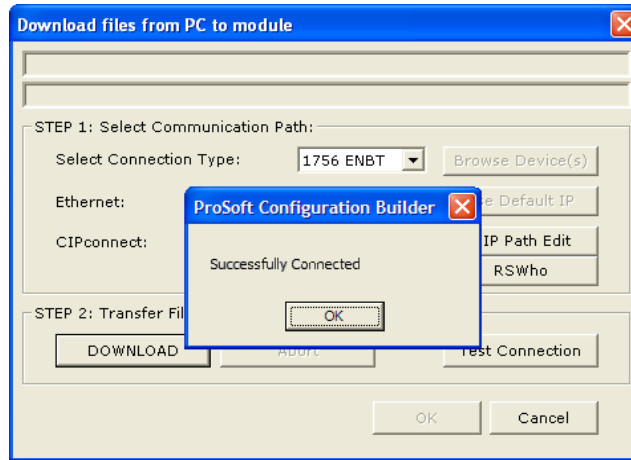 Download files from PC to module
STEP 1: Select Communication Path:
Select Connection Type:
1756 ENBT
Browse Device(s)
Ethernet:
Default IP
CIPconnect:
IP Path Edit
RSWho
ProSoft Configuration Builder
Successfully Connected
OK
STEP 2: Transfer
DOWNLOAD
Abort
Test Connection
OK
Cancel